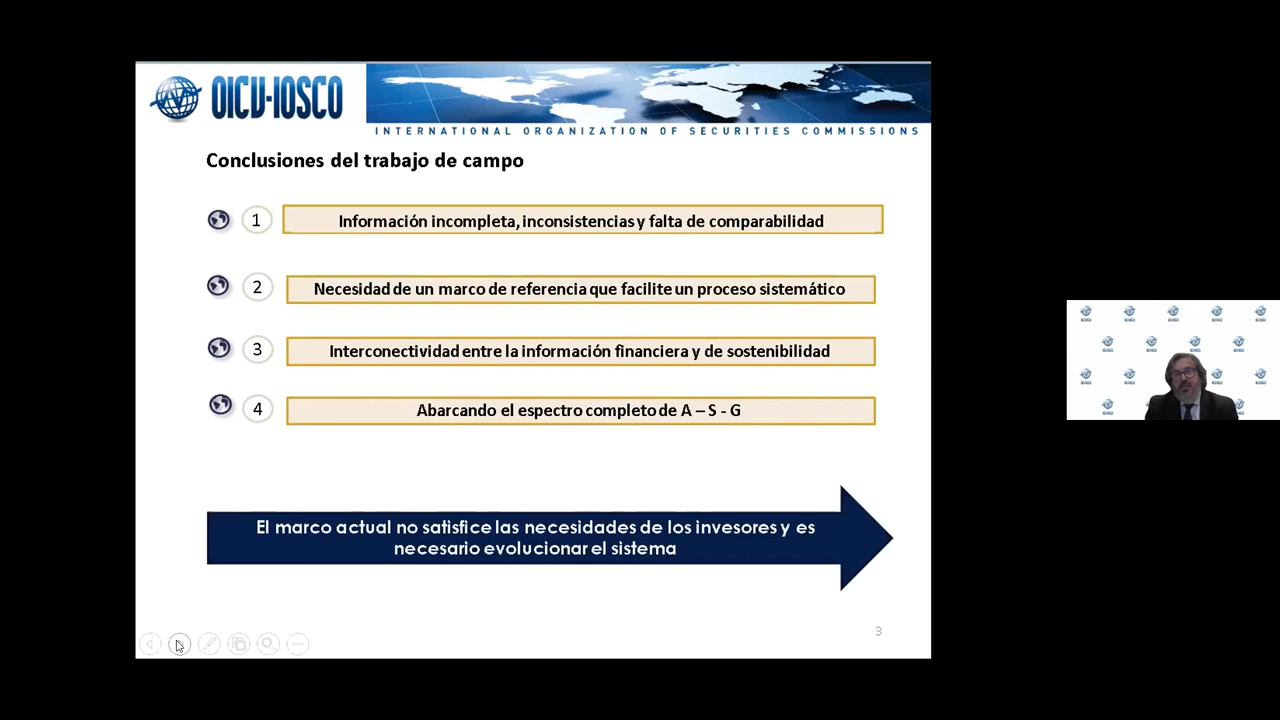 OICU-IOSCO
INTERNATIONAL ORGANIZATION OF SECURITIES COMMISSIONS
Conclusiones del trabajo de campo
1
Información incompleta, inconsistencias y falta de comparabilidad
2
Necesidad de un marco de referencia que facilite un proceso sistemático
3
Interconectividad entre la información financiera y de sostenibilidad
4
Abarcando el espectro completo de A – S - G
El marco actual no satisfice las necesidades de los invesores y es
necesario evolucionar el sistema
3